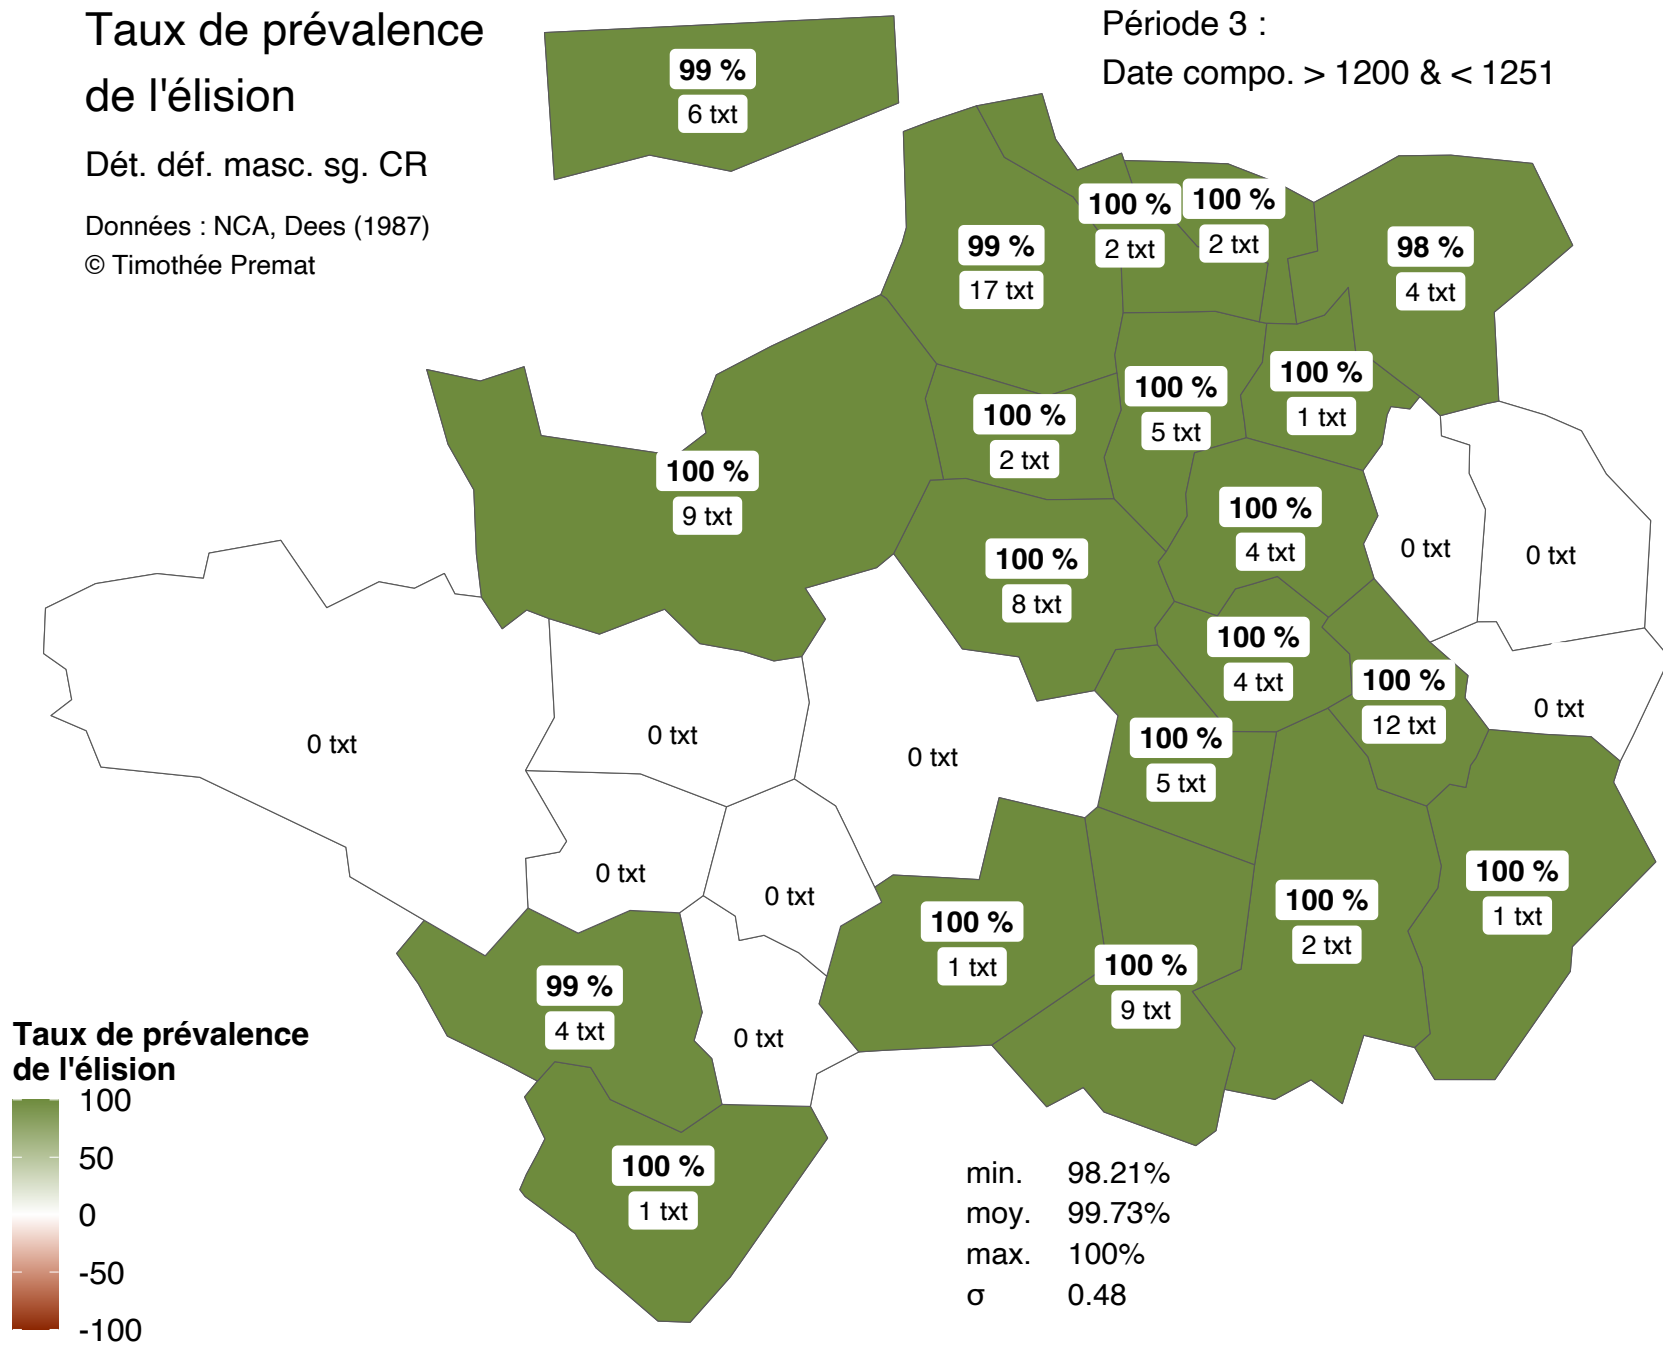 Taux de prévalence
de l'élision
Dét. déf. masc. sg. CR
Données : NCA, Dees (1987)
© Timothée Premat
Période 3 :
Date compo. > 1200 & < 1251
99 %
6 txt
100 %
2 txt
100 %
2 txt
99 %
17 txt
98 %
4 txt
100 %
1 txt
100 %
5 txt
100 %
2 txt
100 %
9 txt
100 %
4 txt
0 txt
0 txt
100 %
8 txt
100 %
4 txt
100 %
12 txt
0 txt
0 txt
0 txt
0 txt
100 %
5 txt
0 txt
0 txt
100 %
1 txt
100 %
2 txt
100 %
1 txt
100 %
9 txt
99 %
4 txt
0 txt
100 %
1 txt
Taux de prévalence
de l'élision
100
50
0
-50
-100
min. 98.21%
moy. 99.73%
max. 100%
σ 0.48